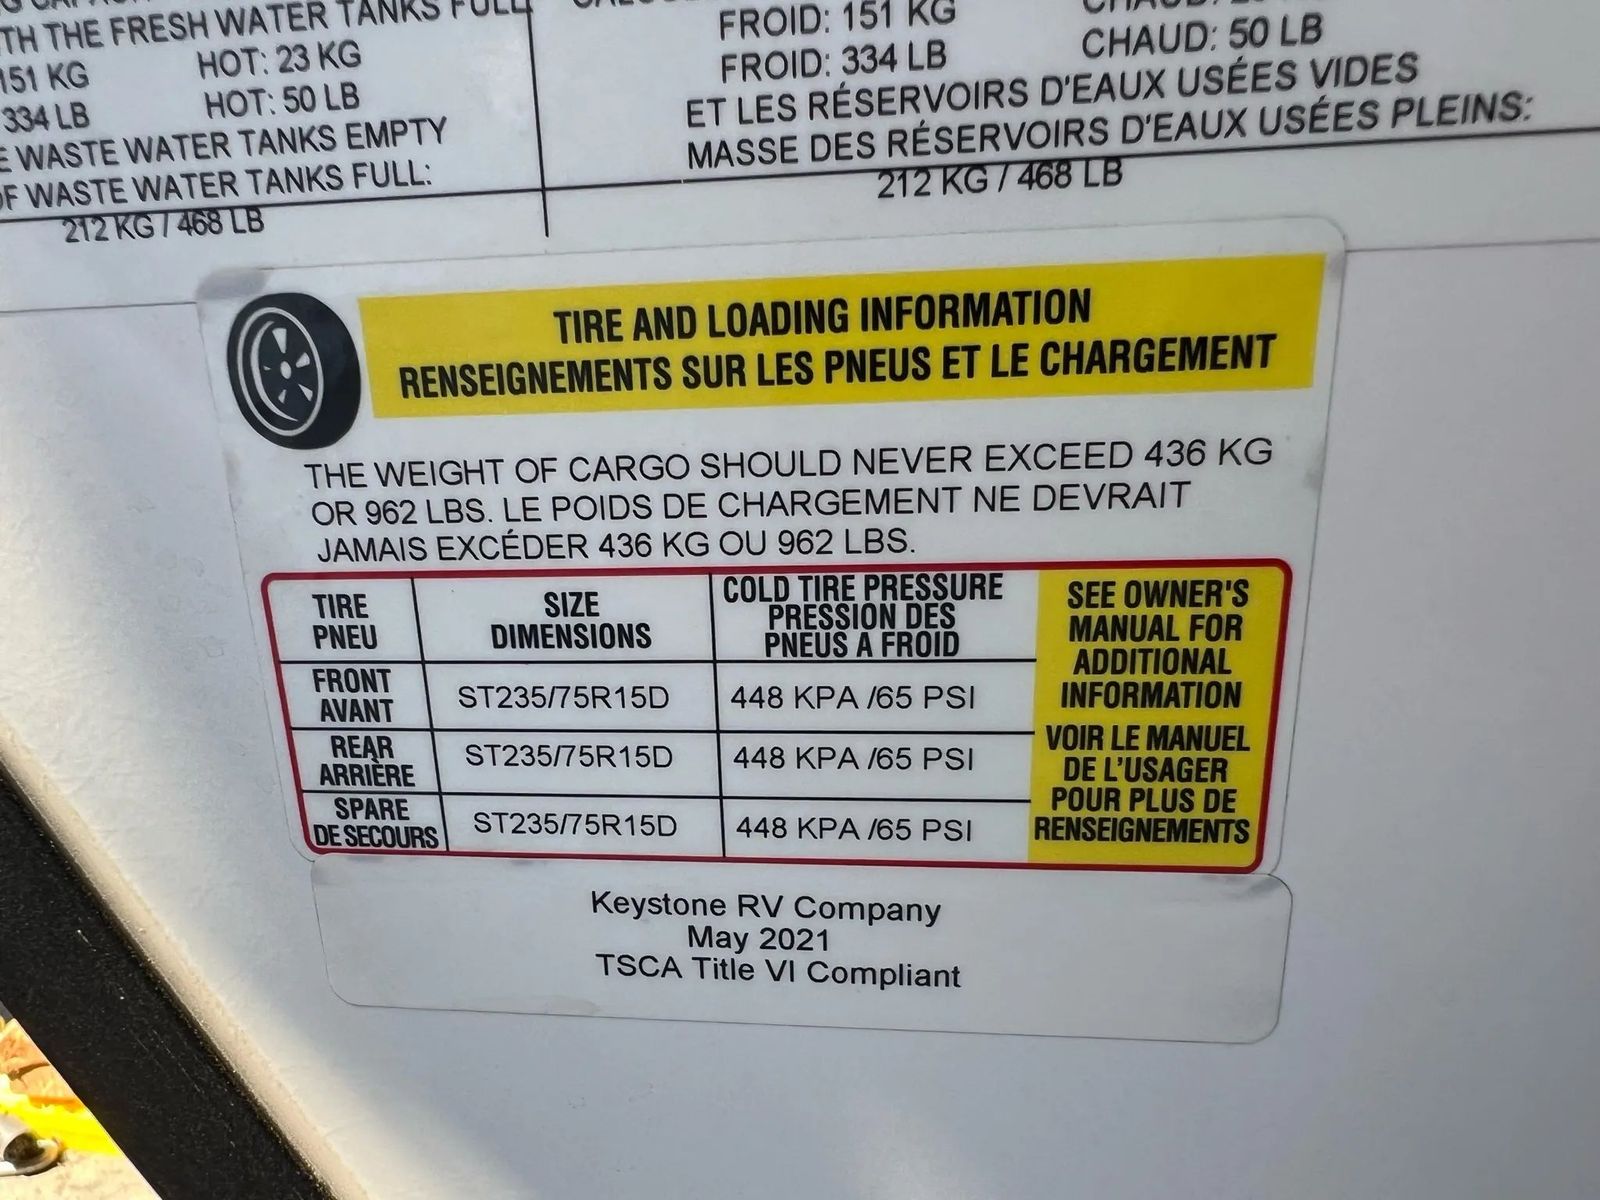 TH THE FRESH WATER TANKS FULL
151 KG HOT: 23 KG
334 LB HOT: 50 LB
WASTE WATER TANKS EMPTY
OF WASTE WATER TANKS FULL:
212 KG / 468 LB
FROID: 151 KG
FROID: 334 LB CHAUD: 50 LB
ET LES RÉSERVOIRS D'EAUX USÉES VIDES
MASSE DES RÉSERVOIRS D'EAUX USÉES PLEINS:
212 KG / 468 LB
TIRE AND LOADING INFORMATION
RENSEIGNEMENTS SUR LES PNEUS ET LE CHARGEMENT
THE WEIGHT OF CARGO SHOULD NEVER EXCEED 436 KG
OR 962 LBS. LE POIDS DE CHARGEMENT NE DEVRAIT
JAMAIS EXCÉDER 436 KG OU 962 LBS.
TIRE
PNEU
SIZE
DIMENSIONS
COLD TIRE PRESSURE
PRESSION DES
PNEUS A FROID
FRONT
AVANT
ST235/75R15D
448 KPA /65 PSI
REAR
ARRIÈRE
ST235/75R15D
448 KPA /65 PSI
SPARE
DE SECOURS
ST235/75R15D
448 KPA /65 PSI
SEE OWNER'S
MANUAL FOR
ADDITIONAL
INFORMATION
VOIR LE MANUEL
DE L'USAGER
POUR PLUS DE
RENSEIGNEMENTS
Keystone RV Company
May 2021
TSCA Title VI Compliant